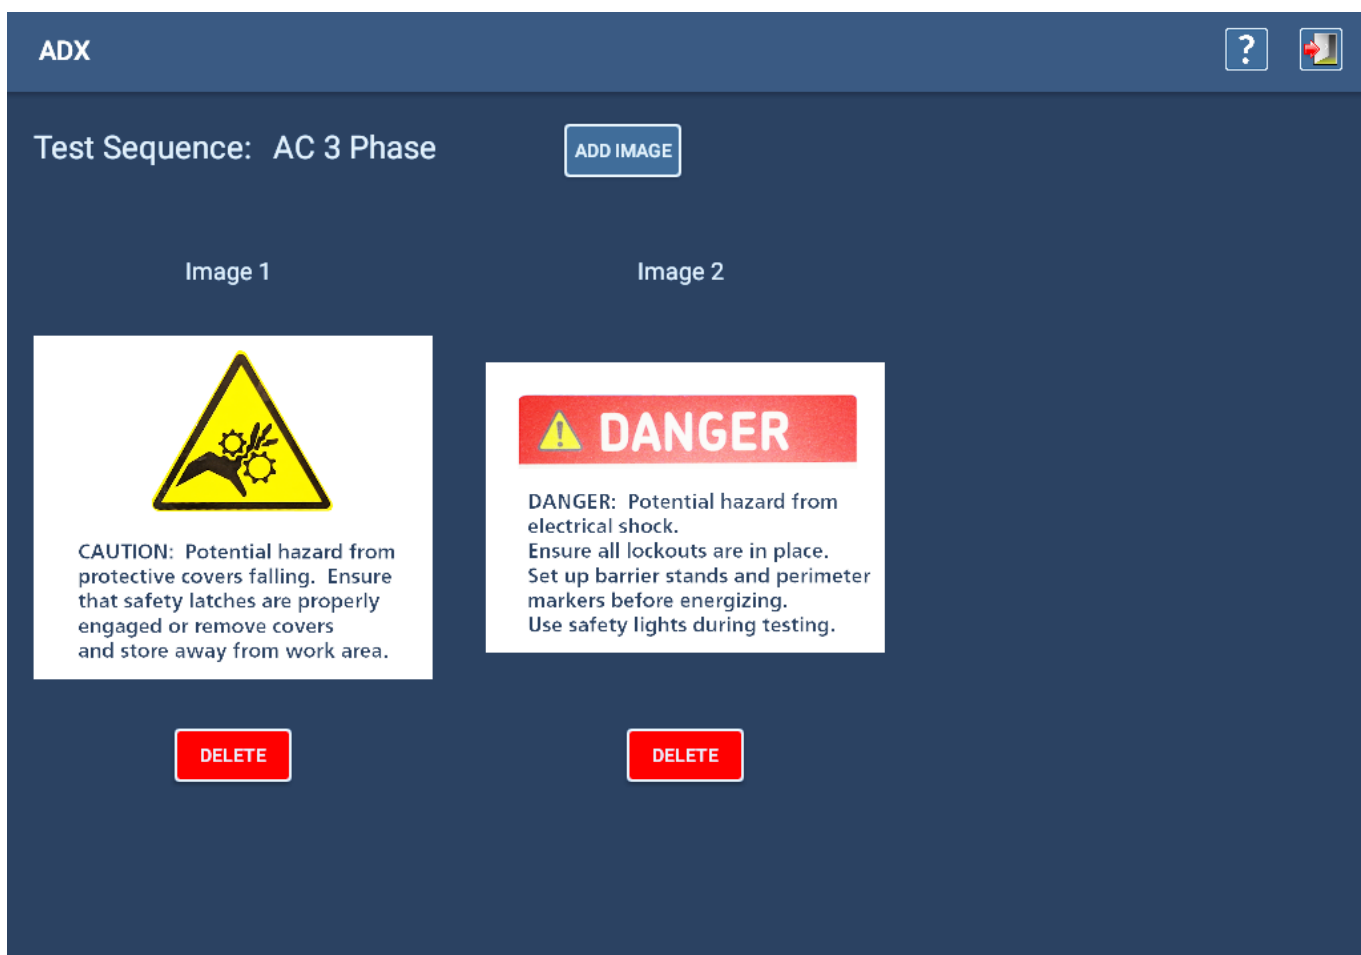 ADX
?
Test Sequence: AC 3 Phase
ADD IMAGE
Image 1
Image 2
CAUTION: Potential hazard from
protective covers falling. Ensure
that safety latches are properly
engaged or remove covers
and store away from work area.
DANGER
DANGER: Potential hazard from
electrical shock.
Ensure all lockouts are in place.
Set up barrier stands and perimeter
markers before energizing.
Use safety lights during testing.
DELETE
DELETE